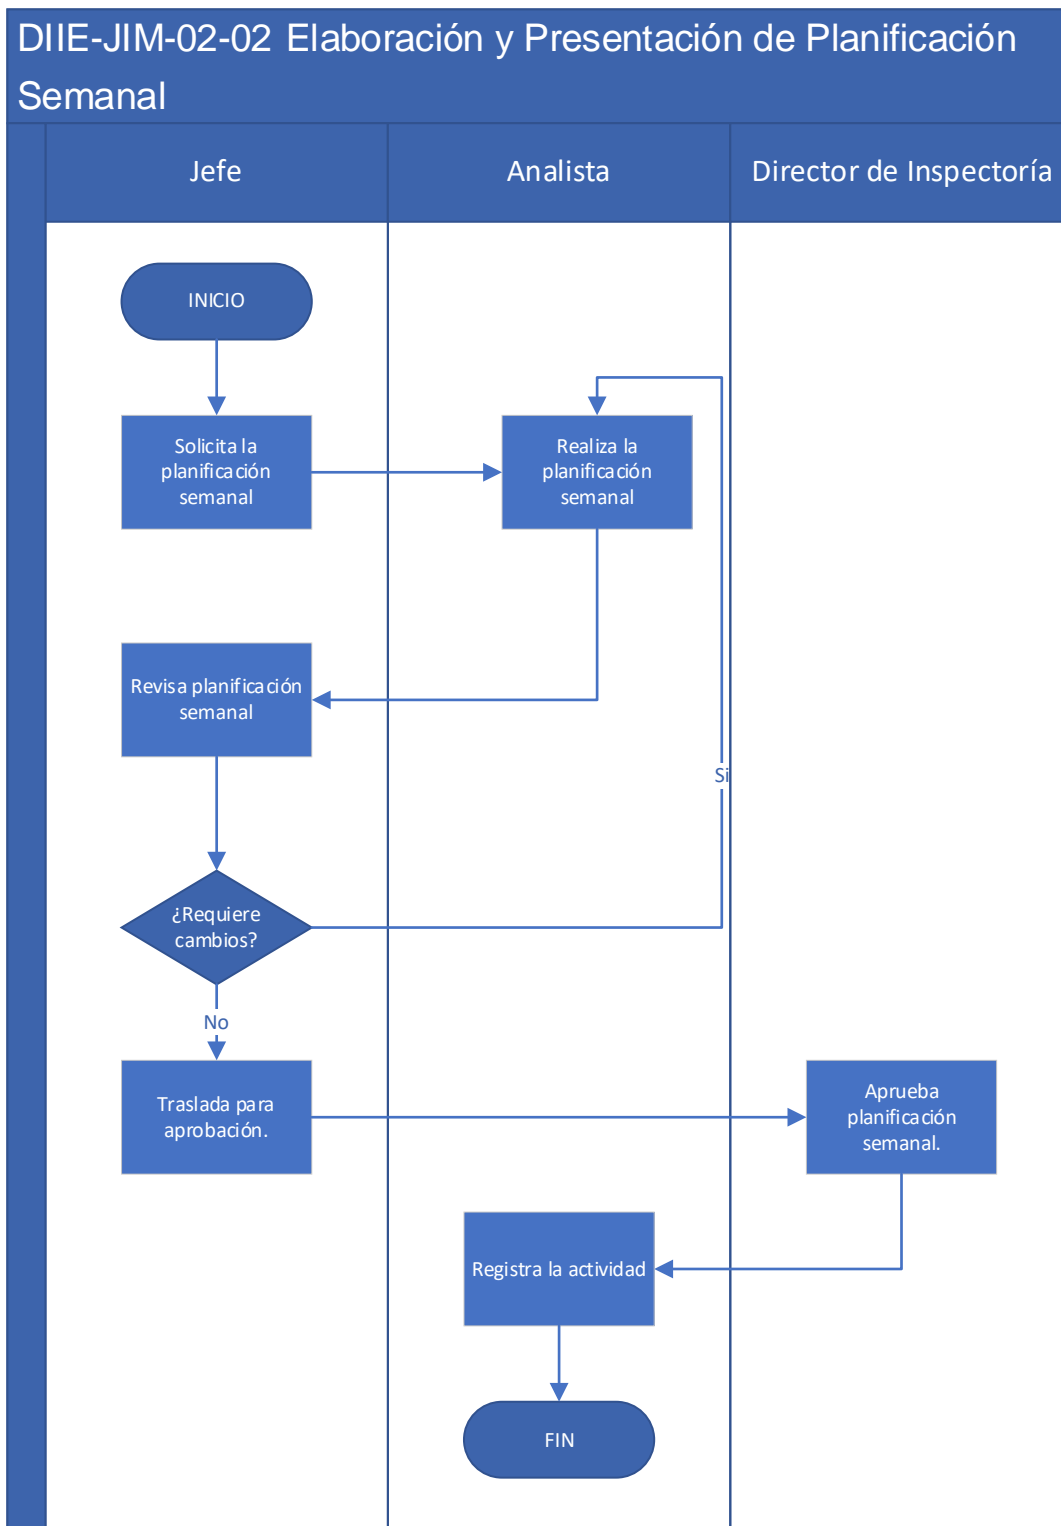 DIIE-JIM-02-02 Elaboración y Presentación de Planificación
Semanal
Jefe
Analista
Director de Inspectoría
INICIO
Solicita la
planificación
semanal
Realiza la
planificación
semanal
Revisa planificación
semanal
Si
¿Requiere
cambios?
No
Traslada para
aprobación.
Aprueba
planificación
semanal.
Registra la actividad
FIN